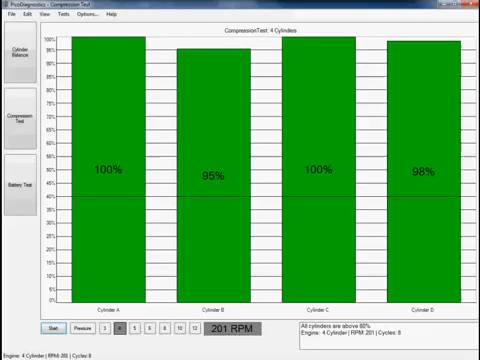 PicoDiagnostics - Compression Test
File Edit View Tests Options... Help
CompressionTest: 4 Cylinders
Cylinder Balance
Compression Test
Battery Test
100%
95%
90%
85%
80%
75%
70%
65%
60%
55%
50%
45%
40%
35%
30%
25%
20%
15%
10%
5%
0%
100%
95%
100%
98%
Cylinder A
Cylinder B
Cylinder C
Cylinder D
Start Pressure 3 4 5 6 8 10 12 201 RPM
All cylinders are above 60%
Engine: 4 Cylinder | RPM: 201 | Cycles: 8
Engine: 4 Cylinder | RPM: 201 | Cycles: 8